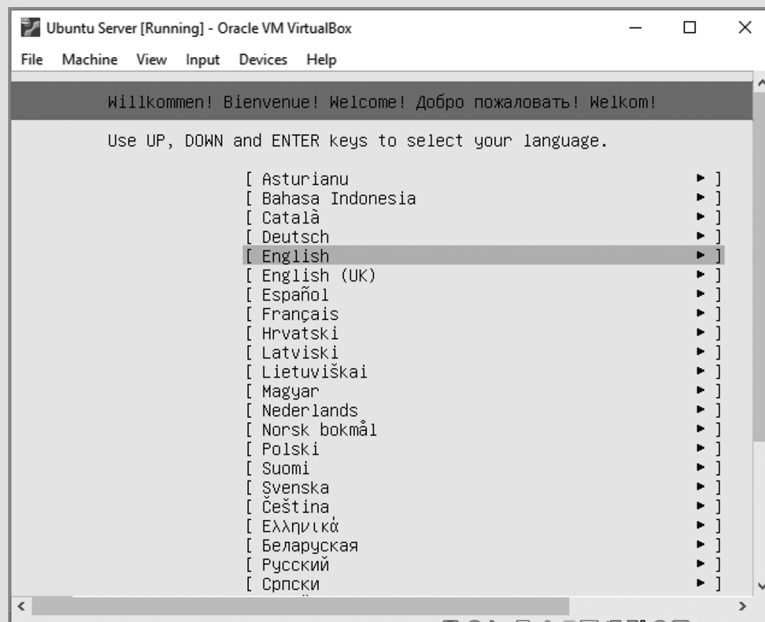 Ubuntu Server [Running] - Oracle VM VirtualBox
File Machine View Input Devices Help
Willkommen! Bienvenue! Welcome! Добро пожаловать! Welkom!
Use UP, DOWN and ENTER keys to select your language.
[ Asturianu ▸ ]
[ Bahasa Indonesia ▸ ]
[ Català ▸ ]
[ Deutsch ▸ ]
[ English ▸ ]
[ English (UK) ▸ ]
[ Español ▸ ]
[ Français ▸ ]
[ Hrvatski ▸ ]
[ Latviski ▸ ]
[ Lietuviškai ▸ ]
[ Magyar ▸ ]
[ Nederlands ▸ ]
[ Norsk bokmål ▸ ]
[ Polski ▸ ]
[ Suomi ▸ ]
[ Svenska ▸ ]
[ Čeština ▸ ]
[ Ελληνικά ▸ ]
[ Беларуская ▸ ]
[ Русский ▸ ]
[ Српски ▸ ]